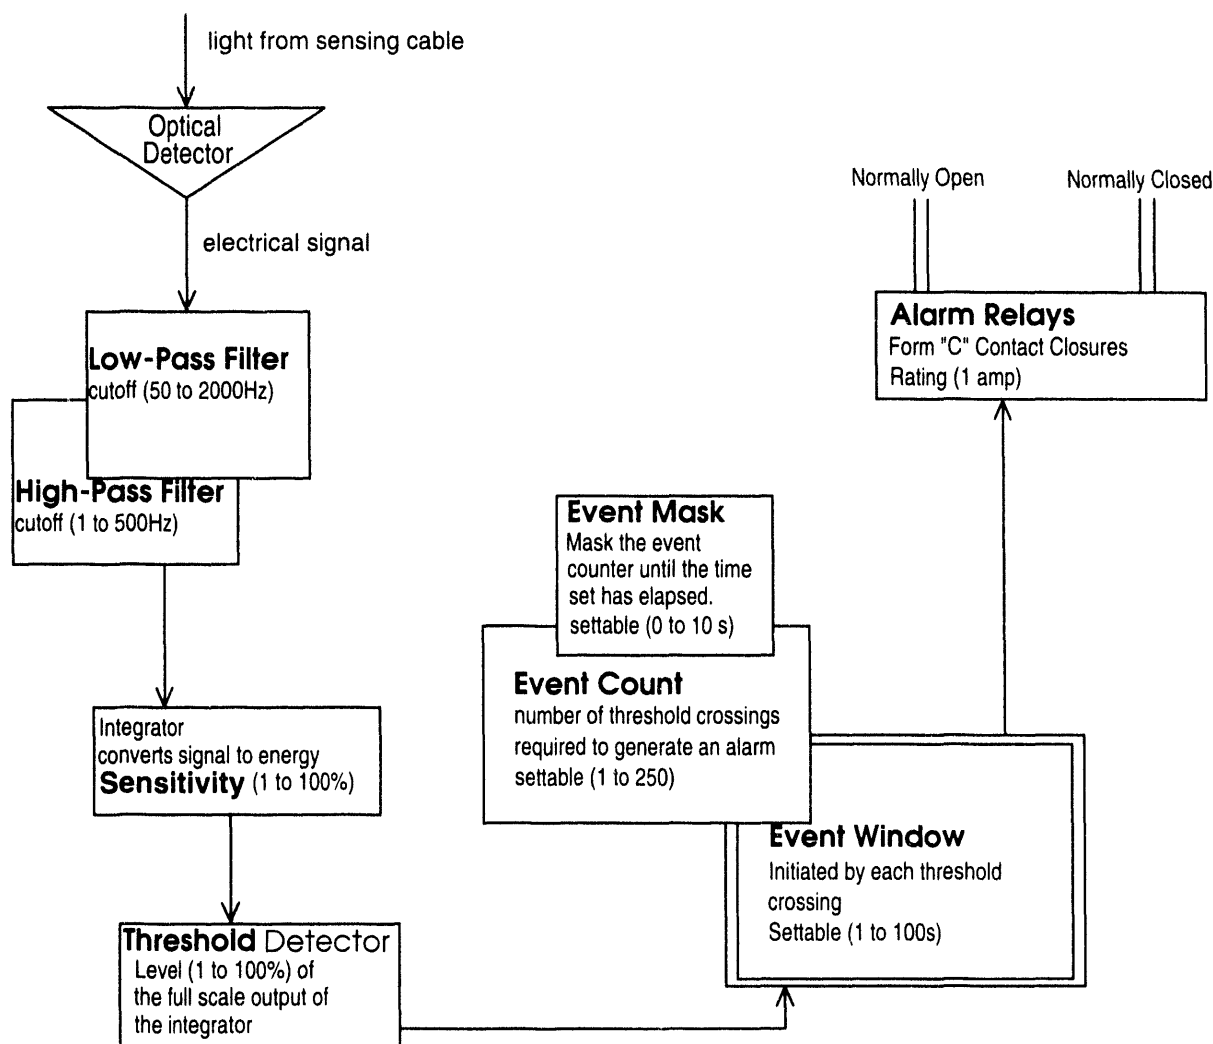 light from sensing cable
Optical
Detector
electrical signal
Low-Pass Filter
cutoff (50 to 2000Hz)
High-Pass Filter
cutoff (1 to 500Hz)
Integrator
converts signal to energy
Sensitivity (1 to 100%)
Threshold Detector
Level (1 to 100%) of
the full scale output of
the integrator
Event Mask
Mask the event
counter until the time
set has elapsed.
settable (0 to 10 s)
Event Count
number of threshold crossings
required to generate an alarm
settable (1 to 250)
Event Window
Initiated by each threshold
crossing
Settable (1 to 100s)
Normally Open
Normally Closed
Alarm Relays
Form "C" Contact Closures
Rating (1 amp)